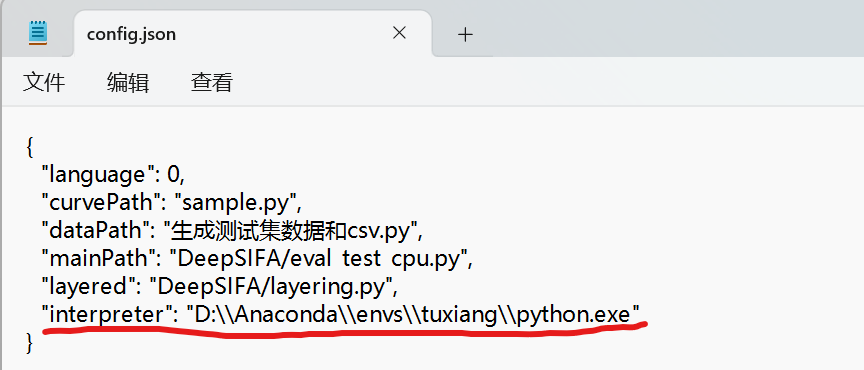 config.json
文件 编辑 查看
{
"language": 0,
"curvePath": "sample.py",
"dataPath": "生成测试集数据和csv.py",
"mainPath": "DeepSIFA/eval test cpu.py",
"layered": "DeepSIFA/layering.py",
"interpreter": "D:\\Anaconda\\envs\\tuxiang\\python.exe"
}